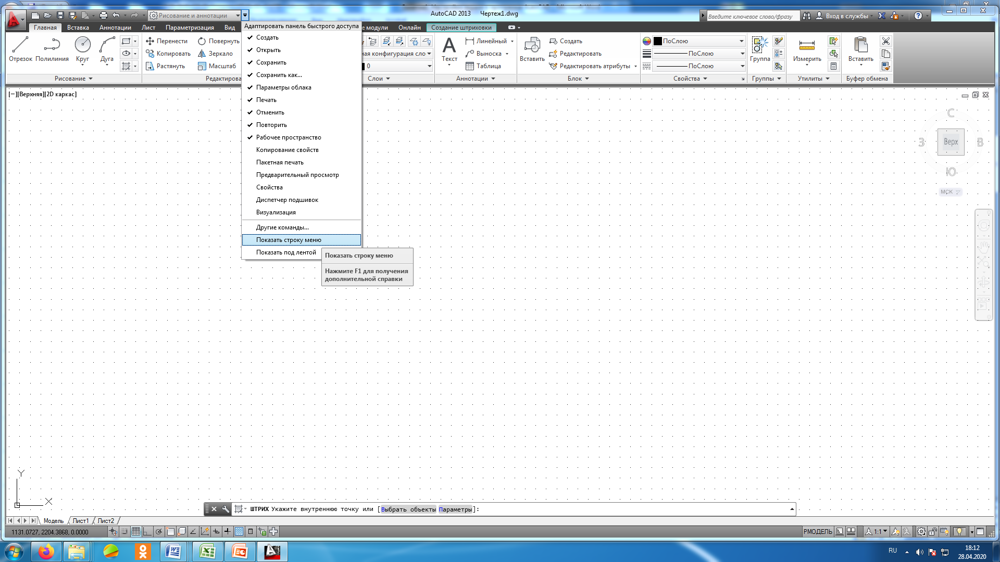 AutoCAD 2013 Чертеж1.dwg
Рисование и аннотации
Введите ключевое слово/фразу
Вход в службы
Главная Вставка Аннотации Лист Параметризация Вид
е модули Онлайн Создание штриховки
Отрезок Полилиния Круг Дуга
Перенести Повернуть
Копировать Зеркало
Растянуть Масштаб
Рисование
Редактирова
ная конфигурация сло
0
Слои
Текст
Линейный
Выноска
Таблица
Аннотации
Вставить
Создать
Редактировать
Редактировать атрибуты
Блок
ПоСлою
ПоСлою
ПоСлою
Свойства
Группа
Группы
Измерить
Утилиты
Вставить
Буфер обмена
Адаптировать панель быстрого доступа
Создать
Открыть
Сохранить
Сохранить как...
Параметры облака
Печать
Отменить
Повторить
Рабочее пространство
Копирование свойств
Пакетная печать
Предварительный просмотр
Свойства
Диспетчер подшивок
Визуализация
Другие команды...
Показать строку меню
Показать под лентой
Показать строку меню
Нажмите F1 для получения
дополнительной справки
[−][Верхняя][2D каркас]
С
З Верх В
Ю
МСК
Y
X
ШТРИХ Укажите внутреннюю точку или [Выбрать объекты Параметры]:
Модель Лист1 Лист2
1131.0727, 2204.3868, 0.0000
РМОДЕЛЬ
1:1
RU
18:12
28.04.2020